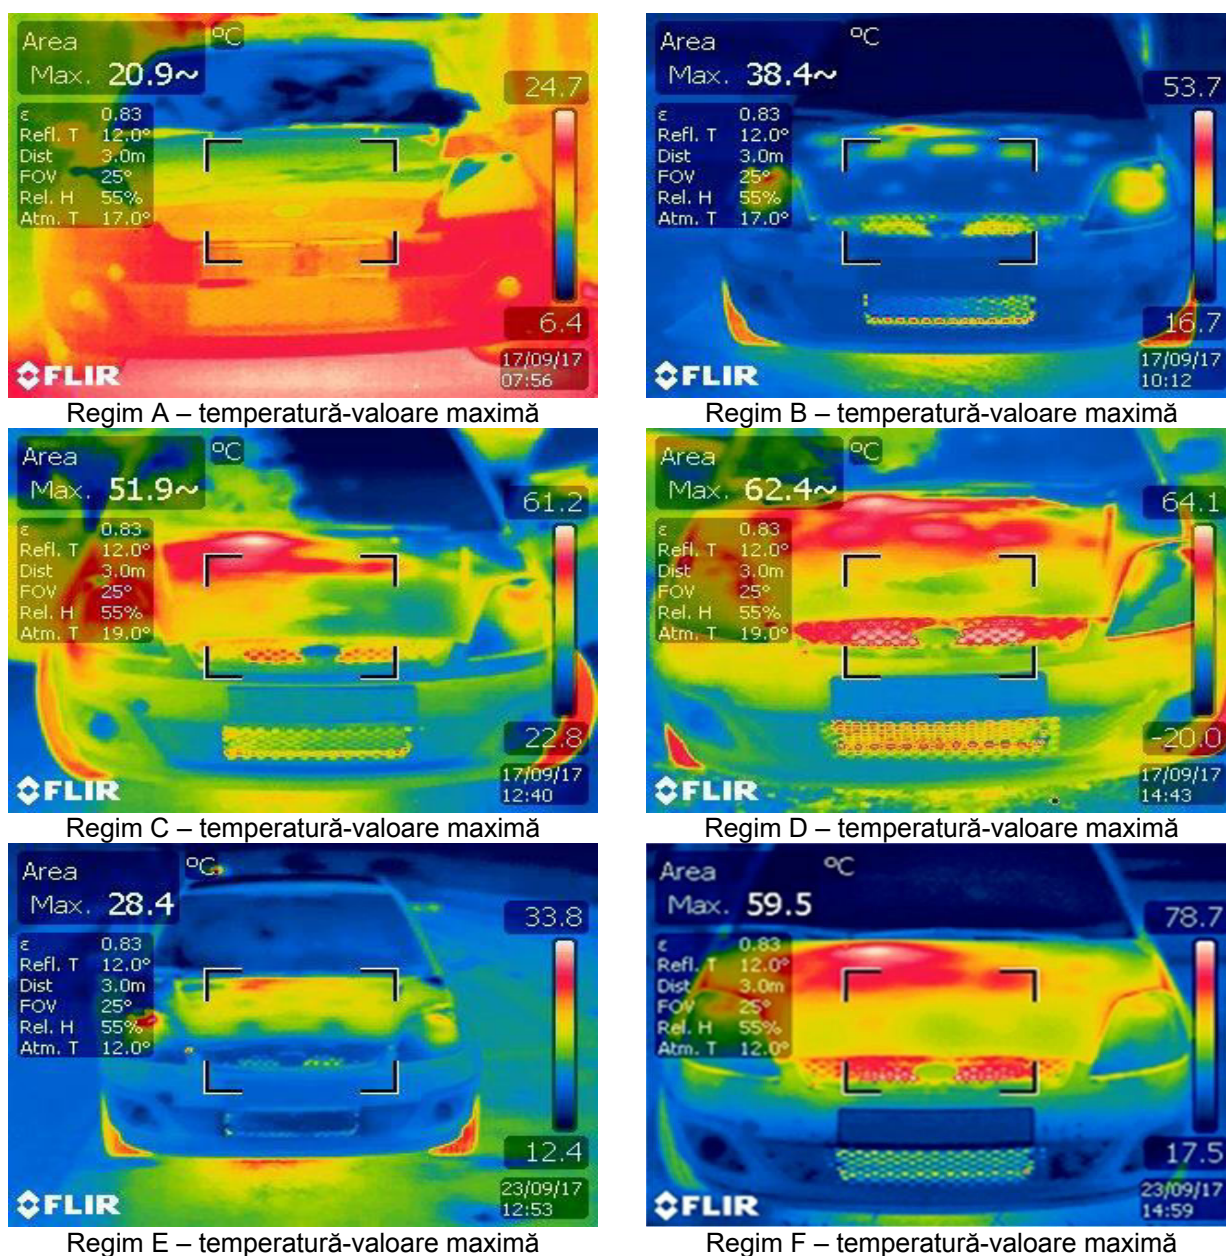 Area °C
Max. 20.9~
24.7
ε 0.83
Refl. T 12.0°
Dist 3.0m
FOV 25°
Rel. H 55%
Atm. T 17.0°
6.4
17/09/17
07:56
FLIR
Regim A – temperatură-valoare maximă
Area °C
Max. 38.4~
53.7
ε 0.83
Refl. T 12.0°
Dist 3.0m
FOV 25°
Rel. H 55%
Atm. T 17.0°
16.7
17/09/17
10:12
FLIR
Regim B – temperatură-valoare maximă
Area °C
Max. 51.9~
61.2
ε 0.83
Refl. T 12.0°
Dist 3.0m
FOV 25°
Rel. H 55%
Atm. T 19.0°
22.8
17/09/17
12:40
FLIR
Regim C – temperatură-valoare maximă
Area °C
Max. 62.4~
64.1
ε 0.83
Refl. T 12.0°
Dist 3.0m
FOV 25°
Rel. H 55%
Atm. T 19.0°
-20.0
17/09/17
14:43
FLIR
Regim D – temperatură-valoare maximă
Area °C
Max. 28.4
33.8
ε 0.83
Refl. T 12.0°
Dist 3.0m
FOV 25°
Rel. H 55%
Atm. T 12.0°
12.4
23/09/17
12:53
FLIR
Regim E – temperatură-valoare maximă
Area °C
Max. 59.5
78.7
ε 0.83
Refl. T 12.0°
Dist 3.0m
FOV 25°
Rel. H 55%
Atm. T 12.0°
17.5
23/09/17
14:59
FLIR
Regim F – temperatură-valoare maximă